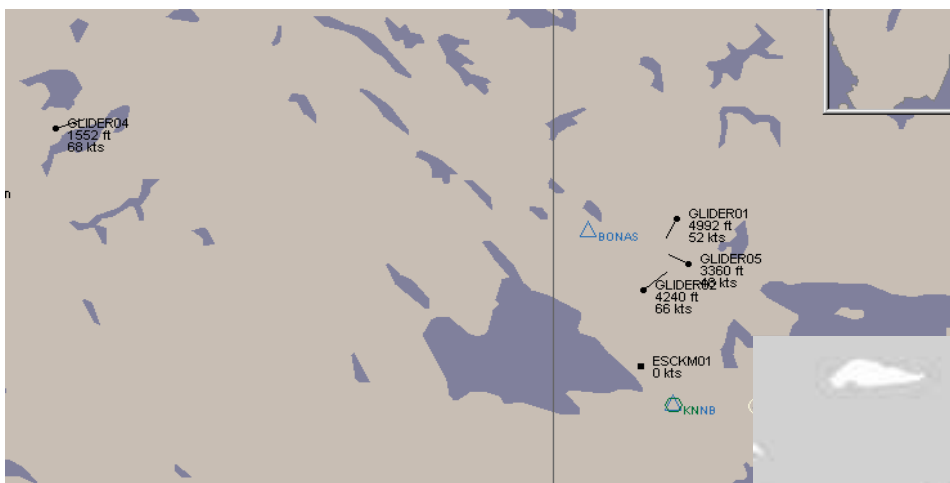 GLIDER04
1552 ft
68 kts
n
BONAS
GLIDER01
4992 ft
52 kts
GLIDER05
3360 ft
GLIDER02
4240 ft
66 kts
ESCKM01
0 kts
KNNB